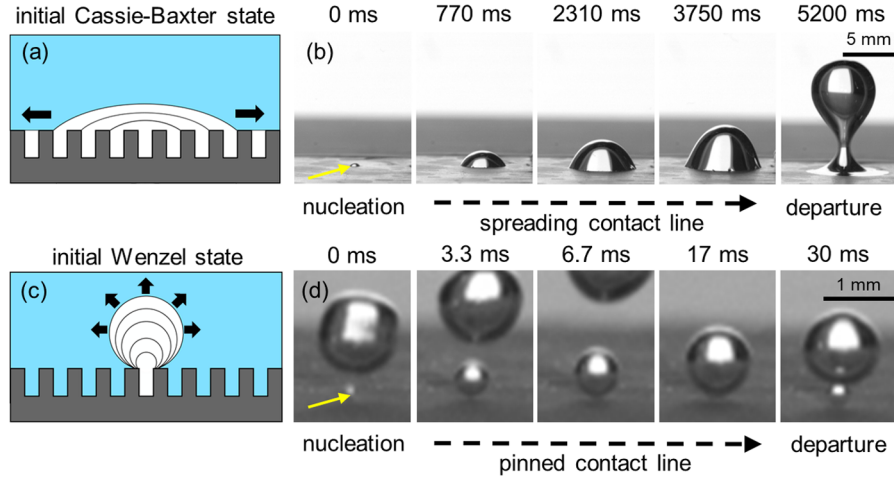 initial Cassie-Baxter state
0 ms 770 ms 2310 ms 3750 ms 5200 ms
(a)
(b)
5 mm
nucleation
spreading contact line
departure
initial Wenzel state
0 ms 3.3 ms 6.7 ms 17 ms 30 ms
(c)
(d)
1 mm
nucleation
pinned contact line
departure